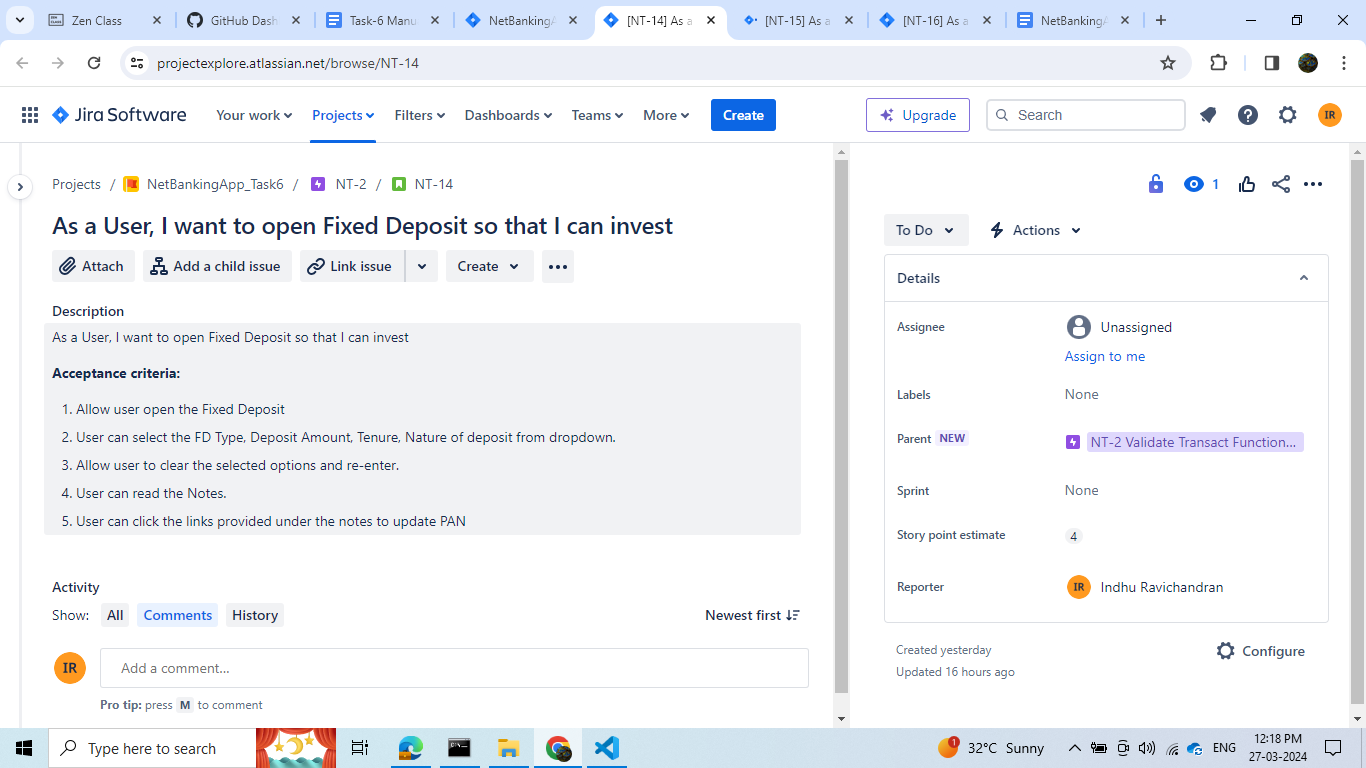 Zen Class
GitHub Dash
Task-6 Manu
NetBankingA
[NT-14] As a
[NT-15] As a
[NT-16] As a
NetBankingA
projectexplore.atlassian.net/browse/NT-14
Jira Software
Your work
Projects
Filters
Dashboards
Teams
More
Create
Upgrade
Search
IR
Projects / NetBankingApp_Task6 / NT-2 / NT-14
1
As a User, I want to open Fixed Deposit so that I can invest
Attach
Add a child issue
Link issue
Create
Description
As a User, I want to open Fixed Deposit so that I can invest
Acceptance criteria:
1. Allow user open the Fixed Deposit
2. User can select the FD Type, Deposit Amount, Tenure, Nature of deposit from dropdown.
3. Allow user to clear the selected options and re-enter.
4. User can read the Notes.
5. User can click the links provided under the notes to update PAN
Activity
Show: All Comments History
Newest first
IR
Add a comment...
Pro tip: press M to comment
To Do
Actions
Details
Assignee
Unassigned
Assign to me
Labels
None
Parent NEW
NT-2 Validate Transact Function...
Sprint
None
Story point estimate
4
Reporter
IR Indhu Ravichandran
Created yesterday
Updated 16 hours ago
Configure
Type here to search
1
32°C Sunny
ENG
12:18 PM
27-03-2024